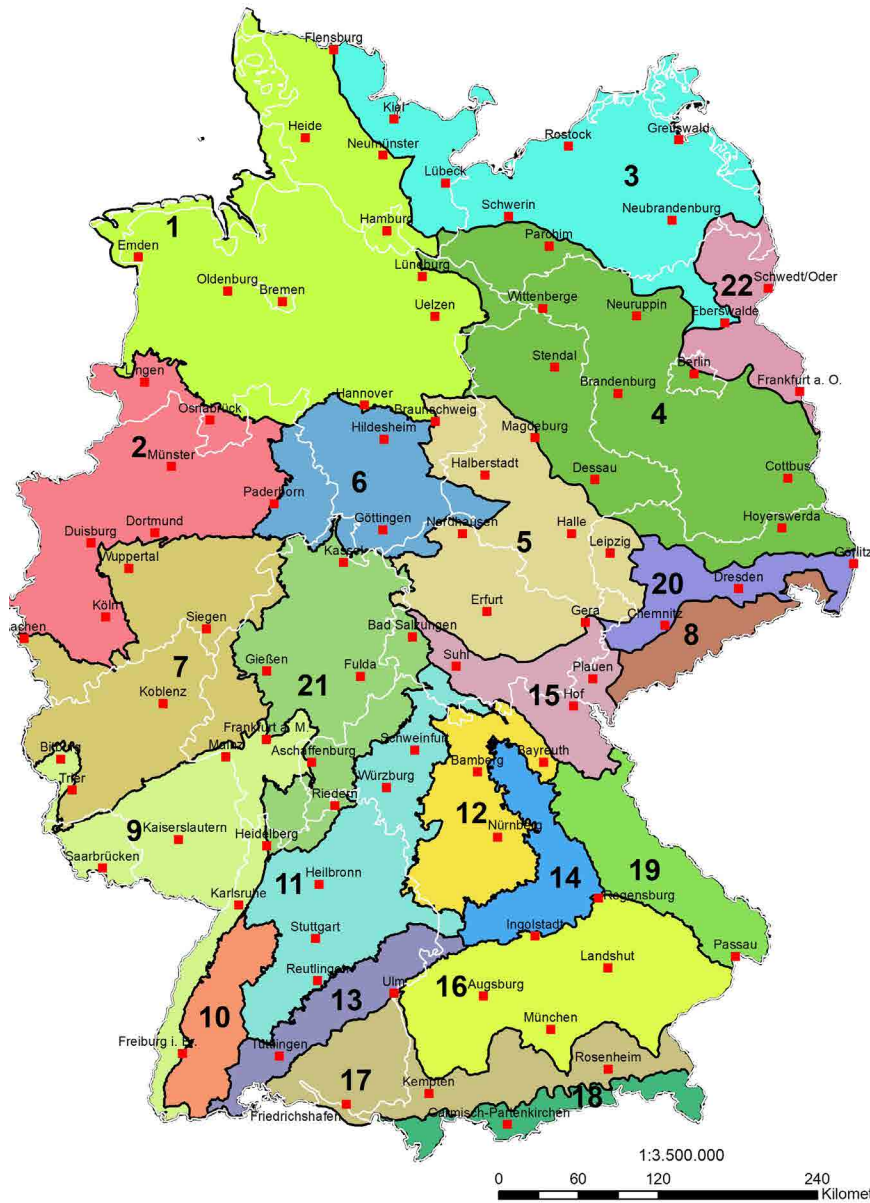 Flensburg
Kiel
Heide
Neumünster
Rostock
Greifswald
3
Lübeck
Schwerin
Neubrandenburg
1
Hamburg
Parchim
Emden
Lüneburg
22
Schwedt/Oder
Oldenburg
Bremen
Uelzen
Wittenberge
Neuruppin
Eberswalde
Stendal
Berlin
Lingen
Brandenburg
Frankfurt a. O.
Hannover
Osnabrück
Braunschweig
4
2
Hildesheim
Magdeburg
Münster
Halberstadt
6
Dessau
Cottbus
Paderborn
Duisburg
Dortmund
Göttingen
Nordhausen
5
Halle
Hoyerswerda
Wuppertal
Kassel
Leipzig
Görlitz
20
Dresden
Köln
Erfurt
Gera
Chemnitz
8
Aachen
Siegen
Bad Salzungen
7
Gießen
Fulda
Suhl
Plauen
21
15
Koblenz
Hof
Frankfurt a. M.
Bitburg
Mainz
Aschaffenburg
Schweinfurt
Bayreuth
Trier
Würzburg
Bamberg
12
Riedern
9
Kaiserslautern
Heidelberg
Nürnberg
Saarbrücken
11
Heilbronn
14
19
Karlsruhe
Regensburg
Stuttgart
Ingolstadt
Passau
Reutlingen
13
Ulm
16
Augsburg
Landshut
10
München
Freiburg i. Br.
Tuttlingen
Rosenheim
17
Kempten
18
Friedrichshafen
Garmisch-Partenkirchen
1:3.500.000
0 60 120 240
Kilomet